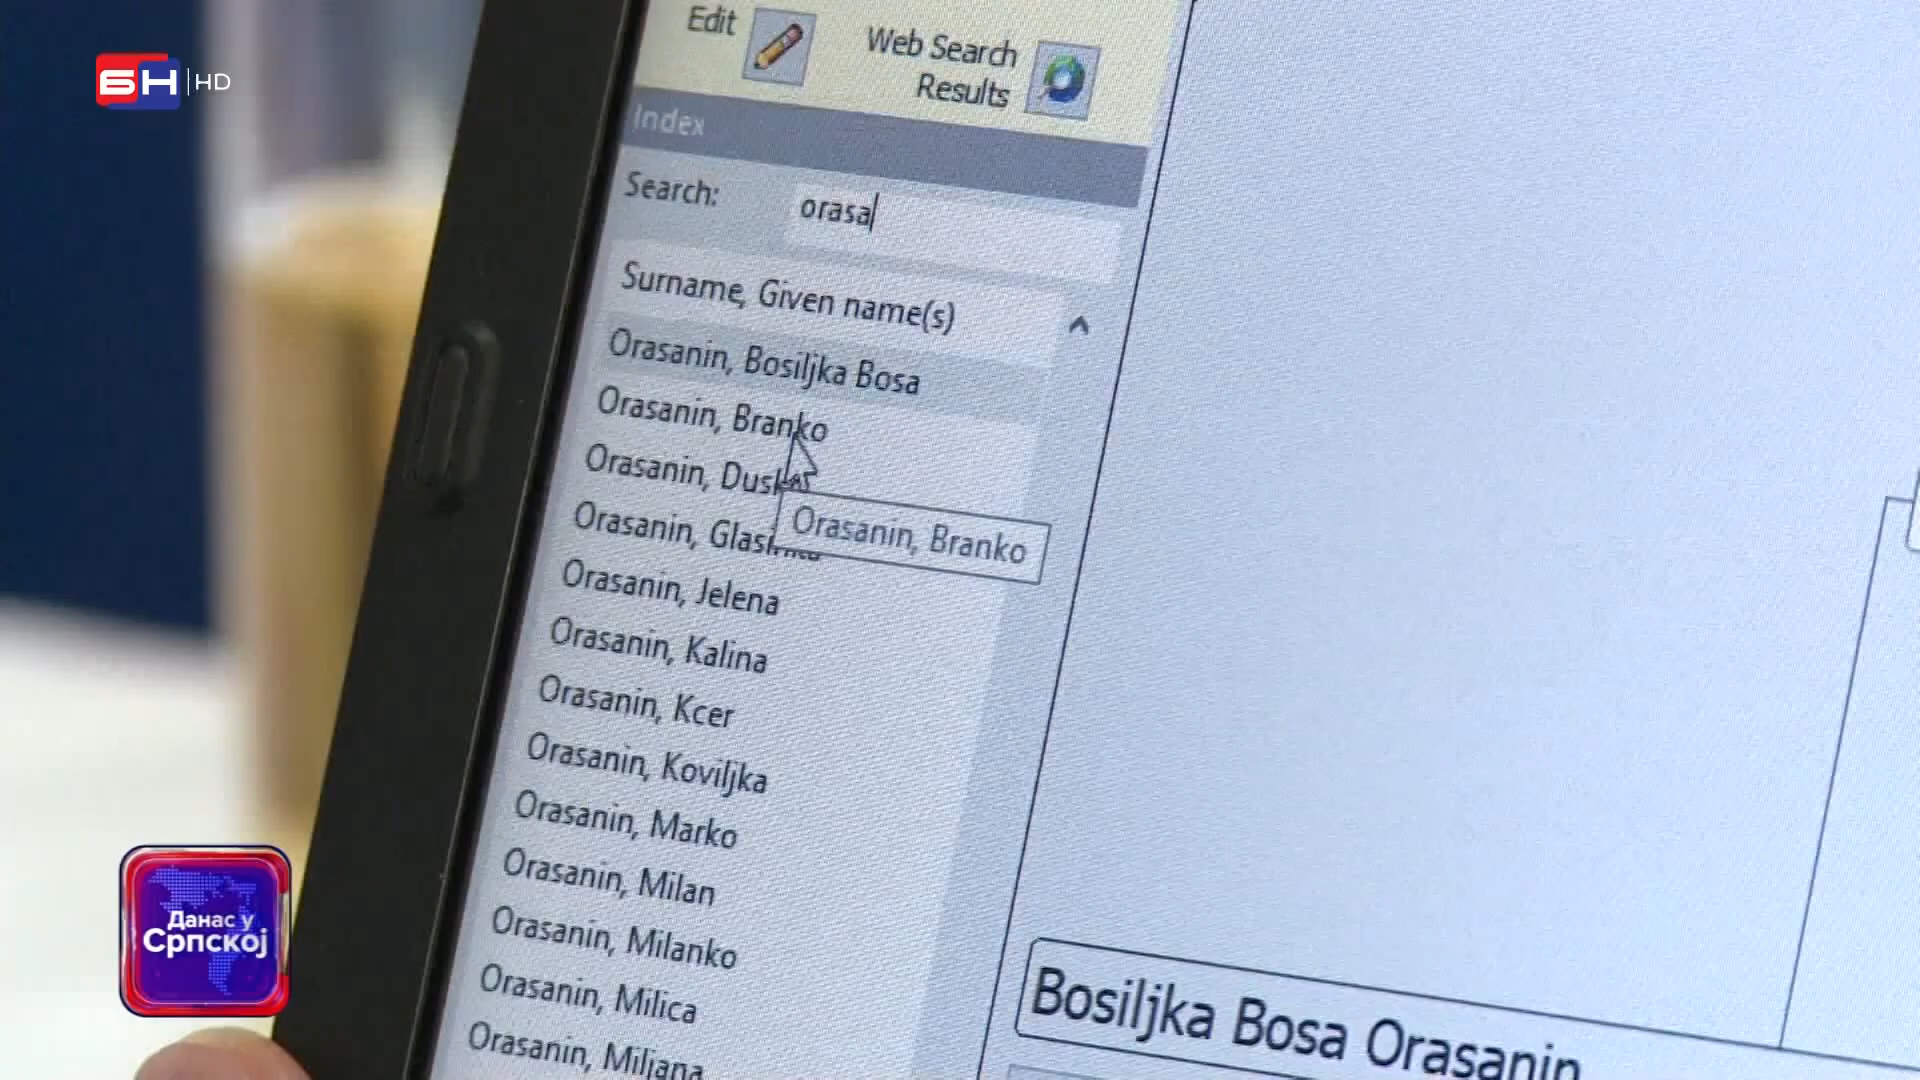 БН HD
Edit
Web Search
Results
Index
Search: orasa
Surname, Given name(s)
Orasanin, Bosiljka Bosa
Orasanin, Branko
Orasanin,
Orasanin, Branko
Orasanin,
Orasanin, Jelena
Orasanin, Kalina
Orasanin, Kcer
Orasanin, Koviljka
Orasanin, Marko
Orasanin, Milan
Orasanin, Milanko
Orasanin, Milica
Orasanin, Miljana
Bosiljka Bosa Orasanin
Данас у
Српској